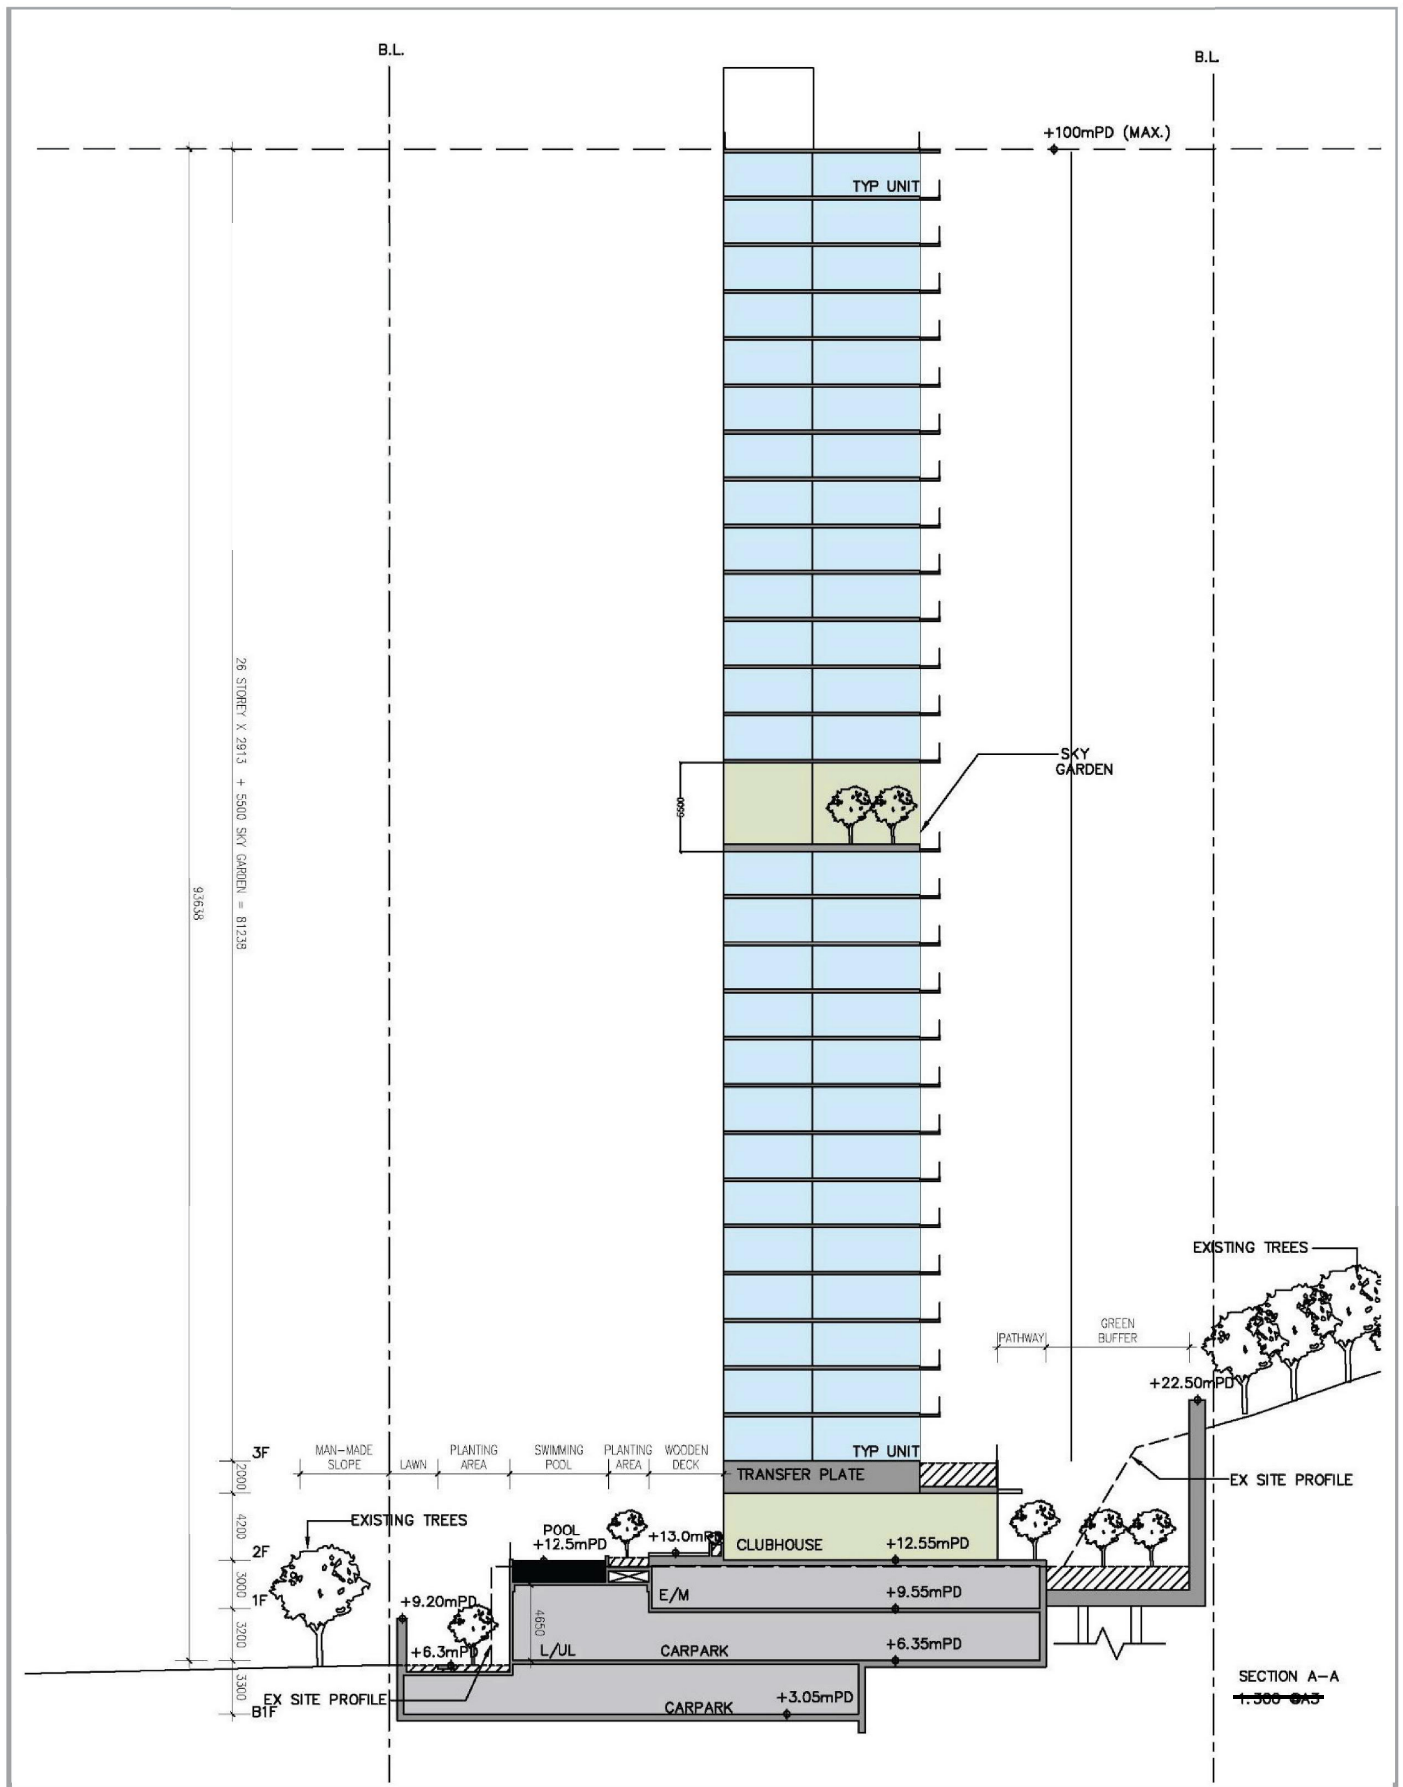 B.L.
B.L.
+100mPD (MAX.)
TYP UNIT
SKY
GARDEN
5500
26 STOREY X 2913 + 5500 SKY GARDEN = 81238
93638
EXISTING TREES
PATHWAY
GREEN
BUFFER
+22.50mPD
3F
MAN-MADE
SLOPE
LAWN
PLANTING
AREA
SWIMMING
POOL
PLANTING
AREA
WOODEN
DECK
TYP UNIT
TRANSFER PLATE
2000
EX SITE PROFILE
EXISTING TREES
4200
POOL
+12.5mPD
+13.0mPD
CLUBHOUSE
+12.55mPD
2F
3000
E/M
+9.55mPD
1F
+9.20mPD
4650
3200
+6.3mPD
L/UL
CARPARK
+6.35mPD
3300
EX SITE PROFILE
B1F
CARPARK
+3.05mPD
SECTION A-A
1:300 @A3